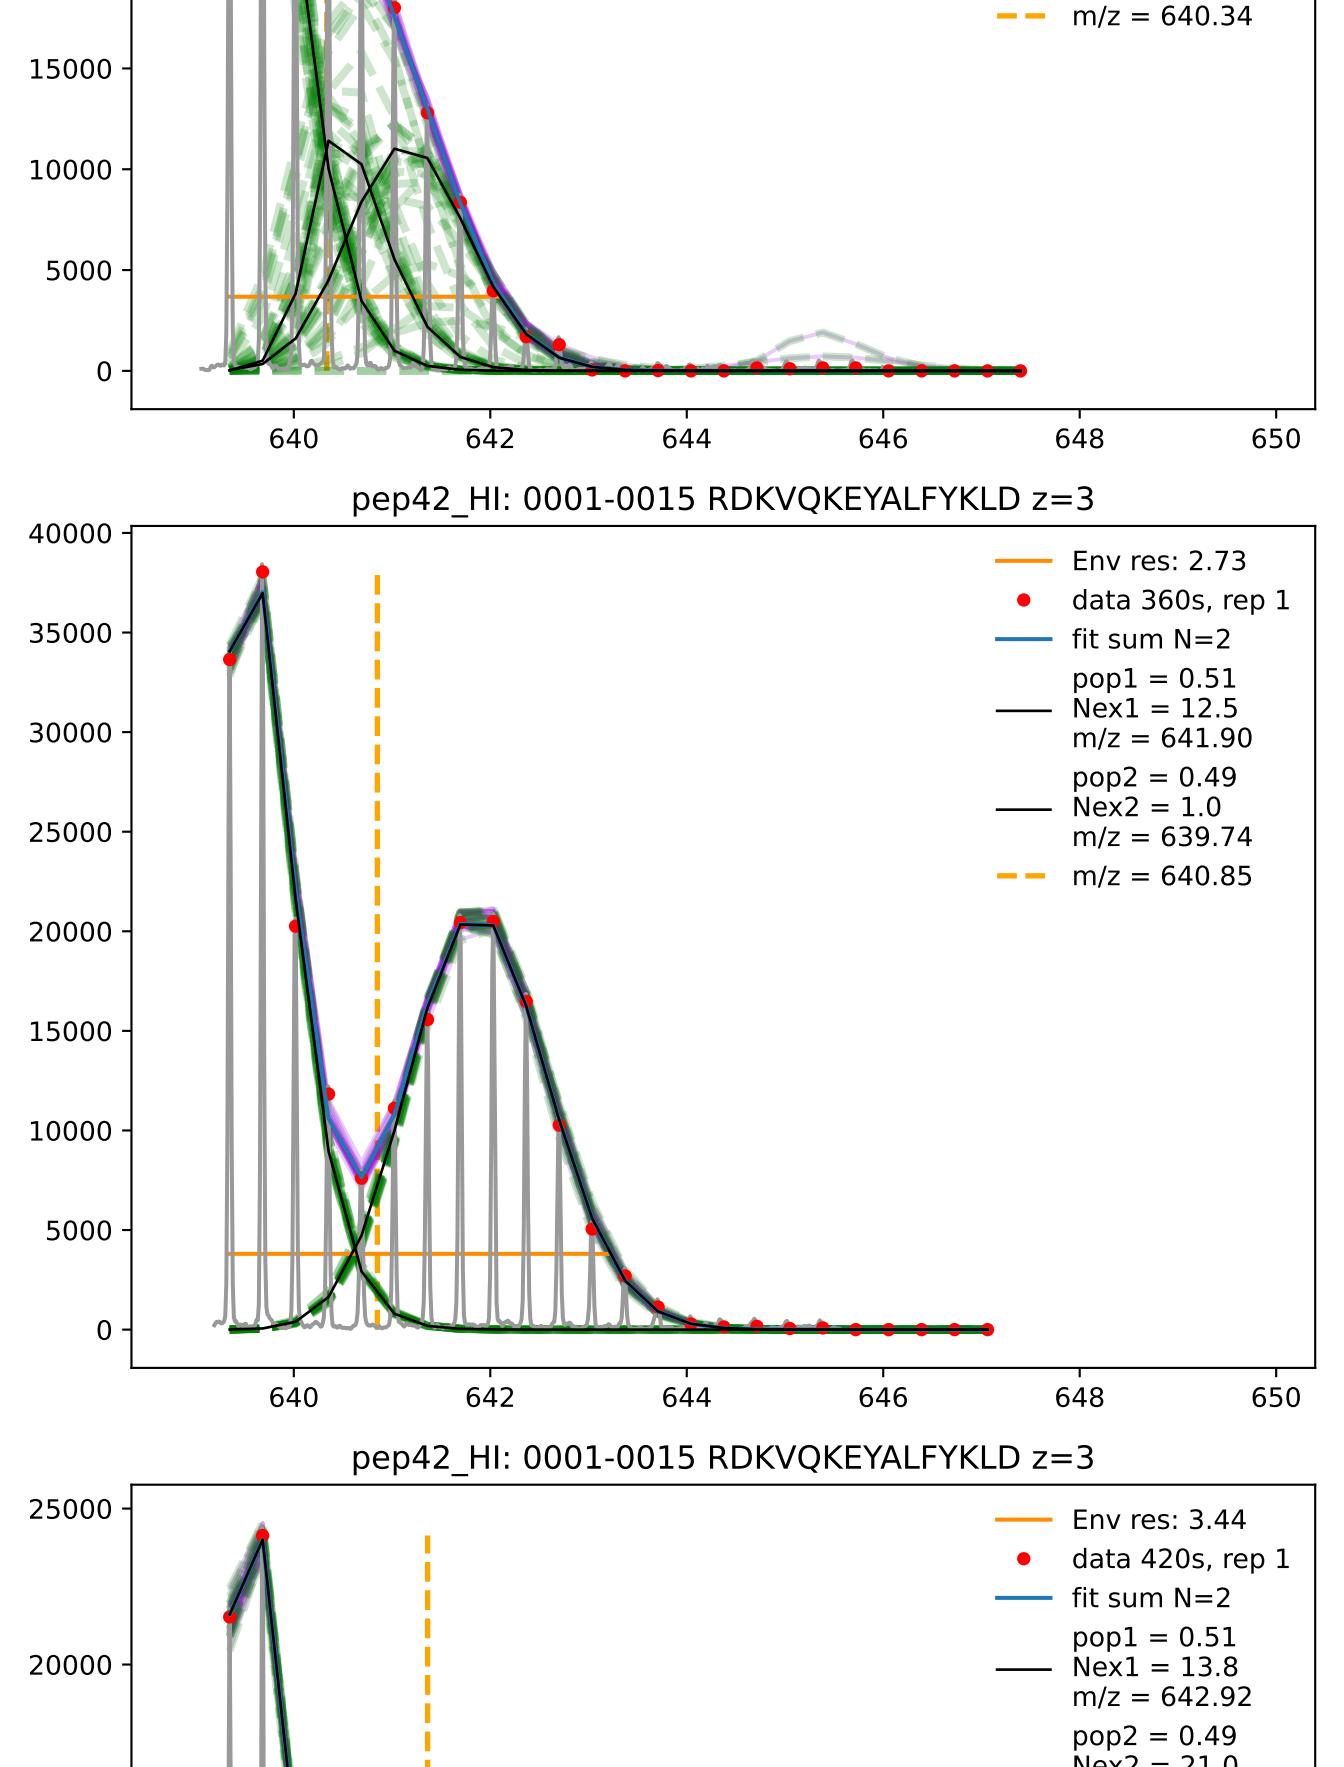 m/z = 640.34
15000
10000
5000
0
640 642 644 646 648 650
pep42_HI: 0001-0015 RDKVQKEYALFYKLD z=3
40000
35000
30000
25000
20000
15000
10000
5000
0
Env res: 2.73
data 360s, rep 1
fit sum N=2
pop1 = 0.51
Nex1 = 12.5
m/z = 641.90
pop2 = 0.49
Nex2 = 1.0
m/z = 639.74
m/z = 640.85
640 642 644 646 648 650
pep42_HI: 0001-0015 RDKVQKEYALFYKLD z=3
25000
20000
Env res: 3.44
data 420s, rep 1
fit sum N=2
pop1 = 0.51
Nex1 = 13.8
m/z = 642.92
pop2 = 0.49
Nex2 = 21.0